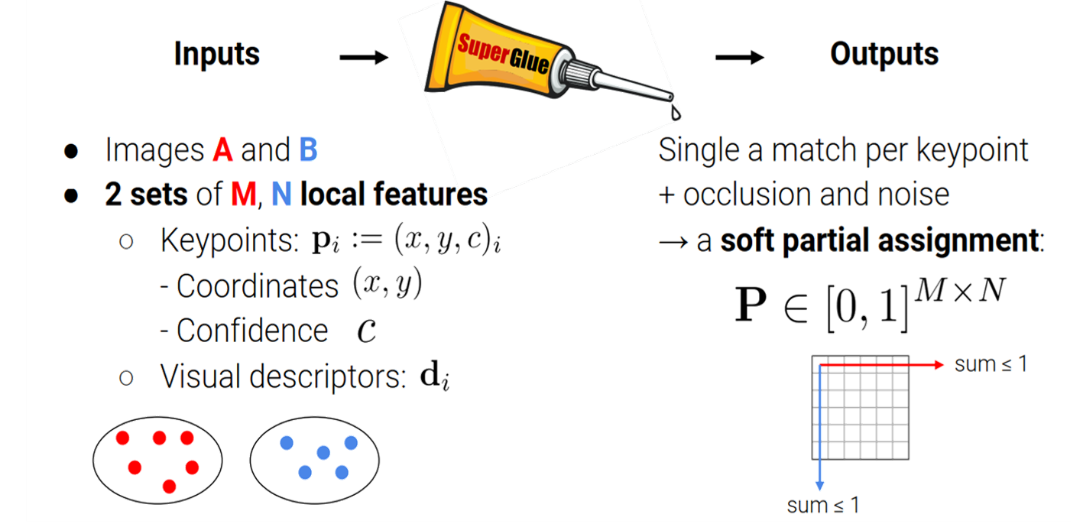 Inputs → SuperGlue → Outputs
● Images A and B
● 2 sets of M, N local features
○ Keypoints: 𝐩ᵢ := (x, y, c)ᵢ
- Coordinates (x, y)
- Confidence c
○ Visual descriptors: 𝐝ᵢ
Single a match per keypoint
+ occlusion and noise
→ a soft partial assignment:
𝐏 ∈ [0, 1]^{M×N}
sum ≤ 1
sum ≤ 1